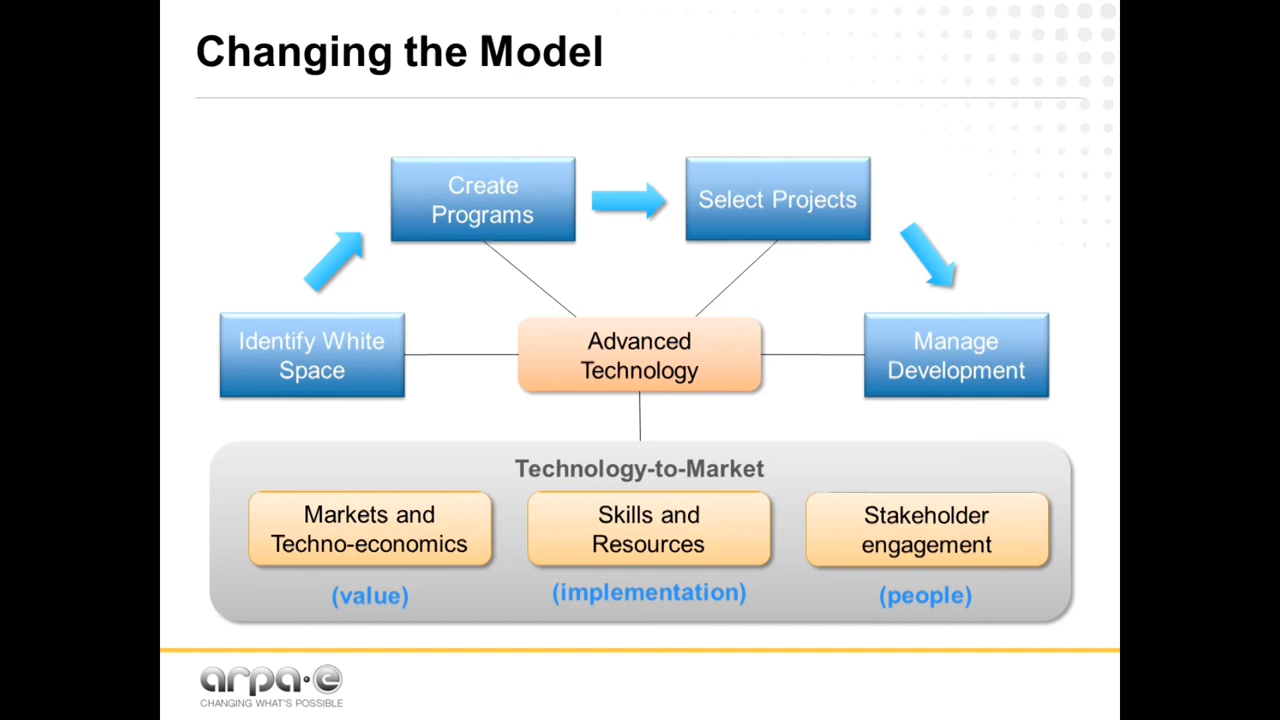 Changing the Model
Create
Programs
Select Projects
Identify White
Space
Advanced
Technology
Manage
Development
Technology-to-Market
Markets and
Techno-economics
Skills and
Resources
Stakeholder
engagement
(value)
(implementation)
(people)
arpa·e
CHANGING WHAT'S POSSIBLE